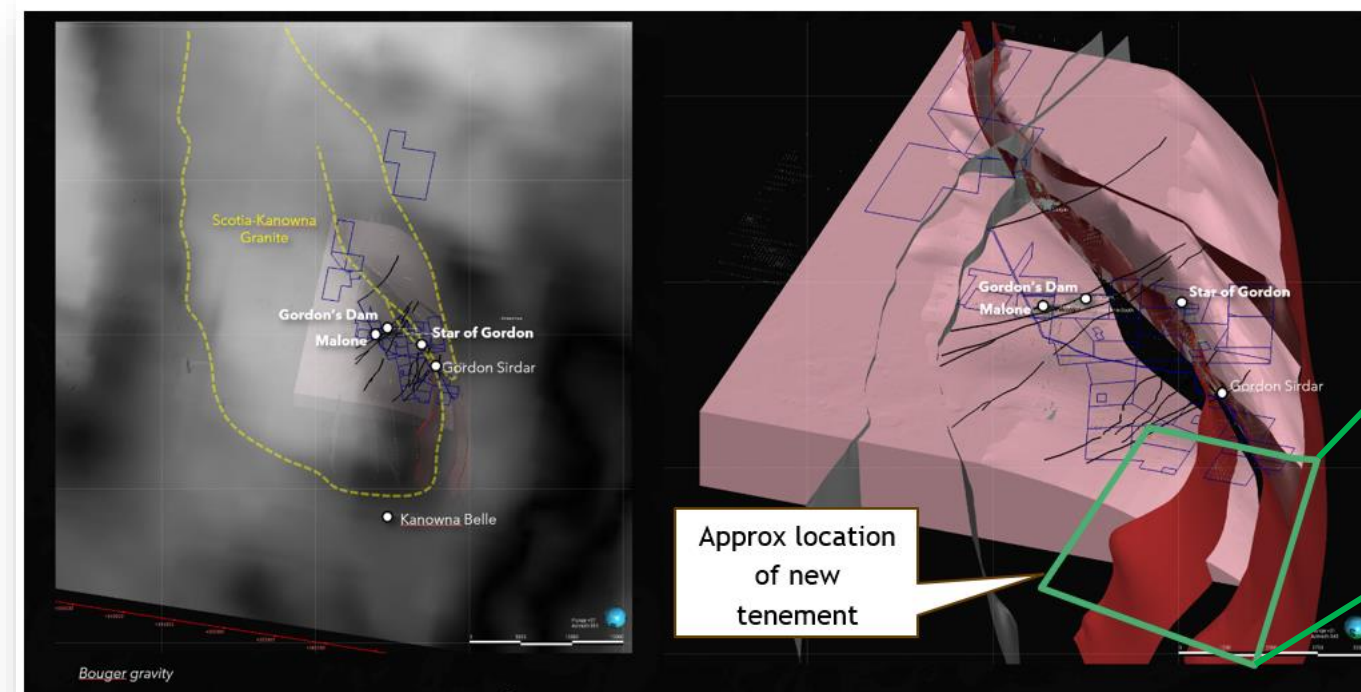 Scotia-Kanowna
Granite
Gordon's Dam
Malone
Star of Gordon
Gordon Sirdar
Kanowna Belle
Bouger gravity
Gordon's Dam
Malone
Star of Gordon
Gordon Sirdar
Approx location
of new
tenement